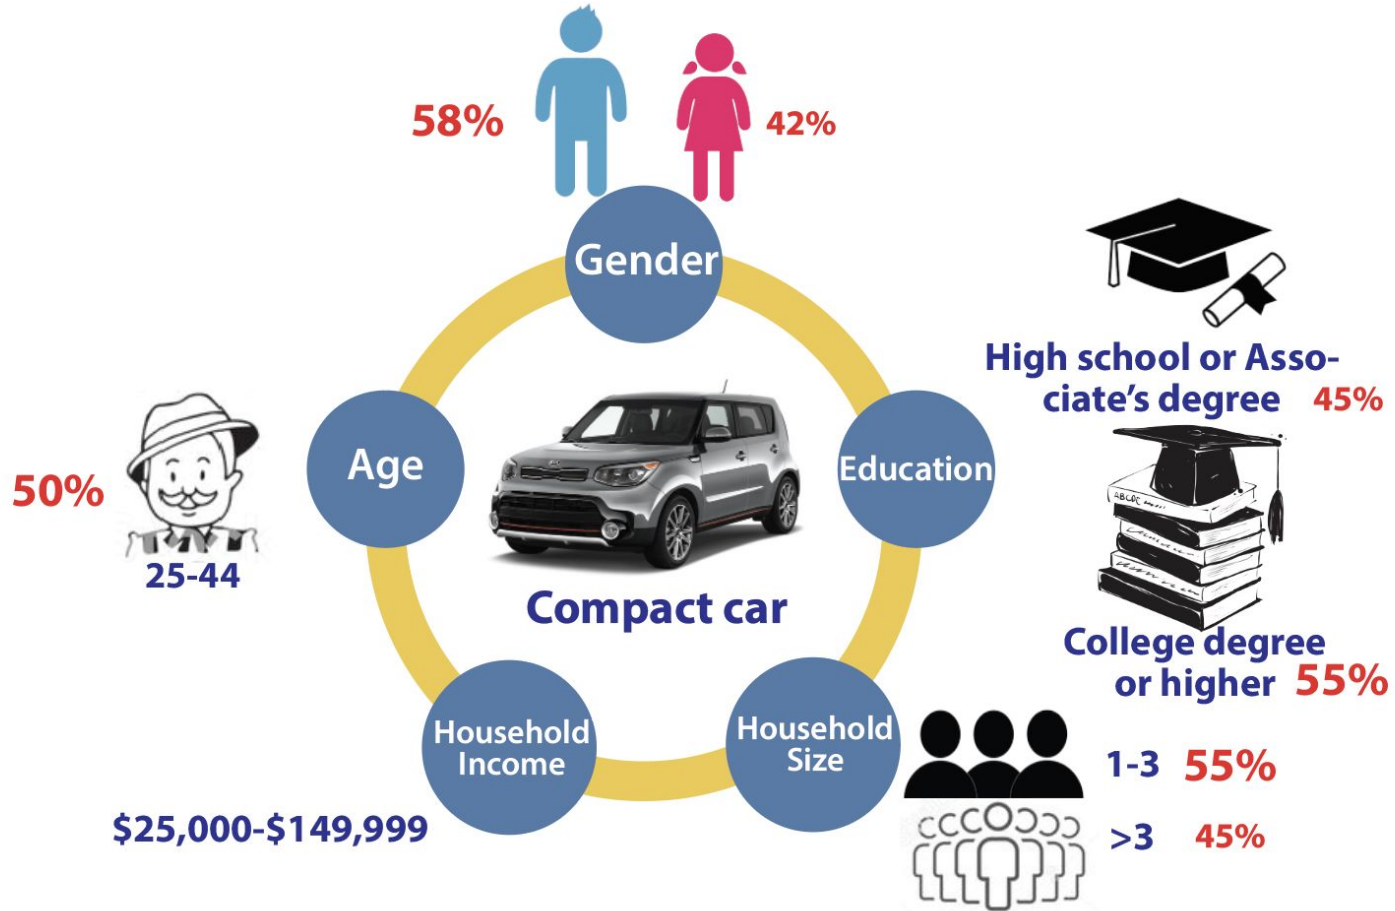 58%
42%
Gender
High school or Asso-
ciate's degree 45%
Age
Education
50%
25-44
ABCDE
Compact car
College degree
or higher 55%
Household
Income
Household
Size
1-3 55%
>3 45%
$25,000-$149,999